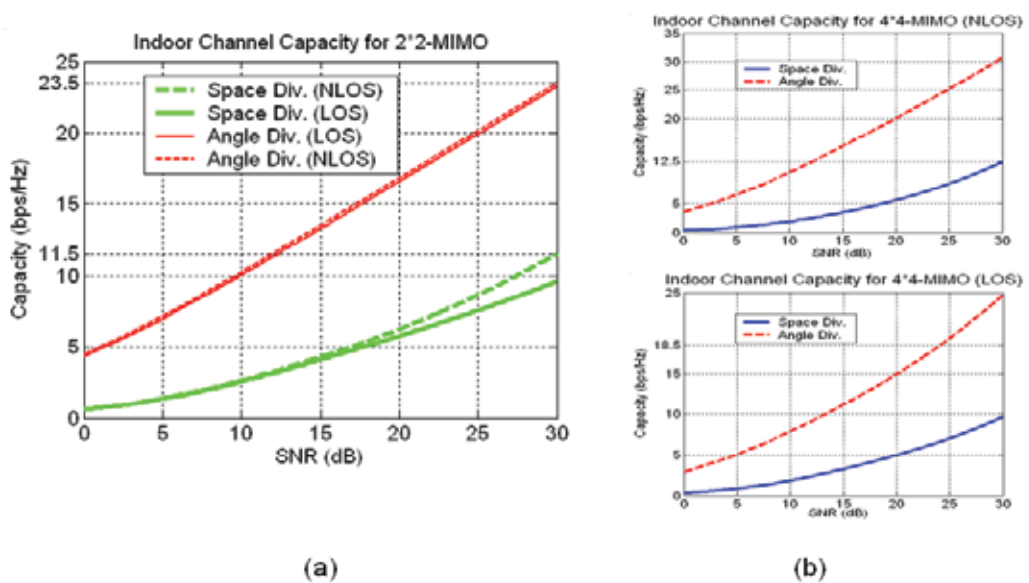 Indoor Channel Capacity for 2*2-MIMO
25
23.5
20
15
11.5
10
5
0
Capacity (bps/Hz)
Space Div. (NLOS)
Space Div. (LOS)
Angle Div. (LOS)
Angle Div. (NLOS)
0 5 10 15 20 25 30
SNR (dB)
(a)
Indoor Channel Capacity for 4*4-MIMO (NLOS)
35
30
25
20
12.5
5
0
Capacity (bps/Hz)
Space Div.
Angle Div.
0 5 10 15 20 25 30
SNR (dB)
Indoor Channel Capacity for 4*4-MIMO (LOS)
25
18.5
15
10
5
0
Capacity (bps/Hz)
Space Div.
Angle Div.
0 5 10 15 20 25 30
SNR (dB)
(b)